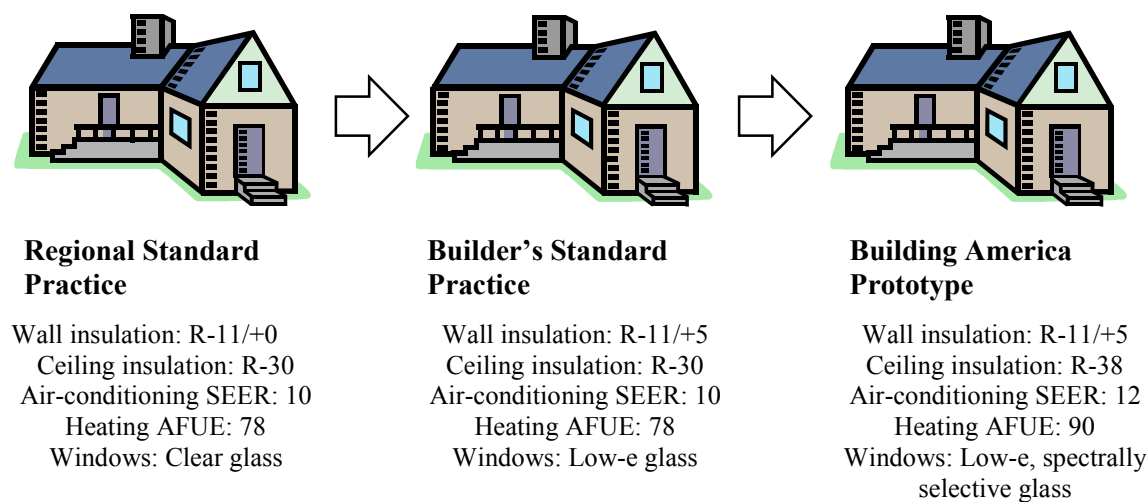 Regional Standard
Practice
Wall insulation: R-11/+0
Ceiling insulation: R-30
Air-conditioning SEER: 10
Heating AFUE: 78
Windows: Clear glass
Builder’s Standard
Practice
Wall insulation: R-11/+5
Ceiling insulation: R-30
Air-conditioning SEER: 10
Heating AFUE: 78
Windows: Low-e glass
Building America
Prototype
Wall insulation: R-11/+5
Ceiling insulation: R-38
Air-conditioning SEER: 12
Heating AFUE: 90
Windows: Low-e, spectrally
selective glass